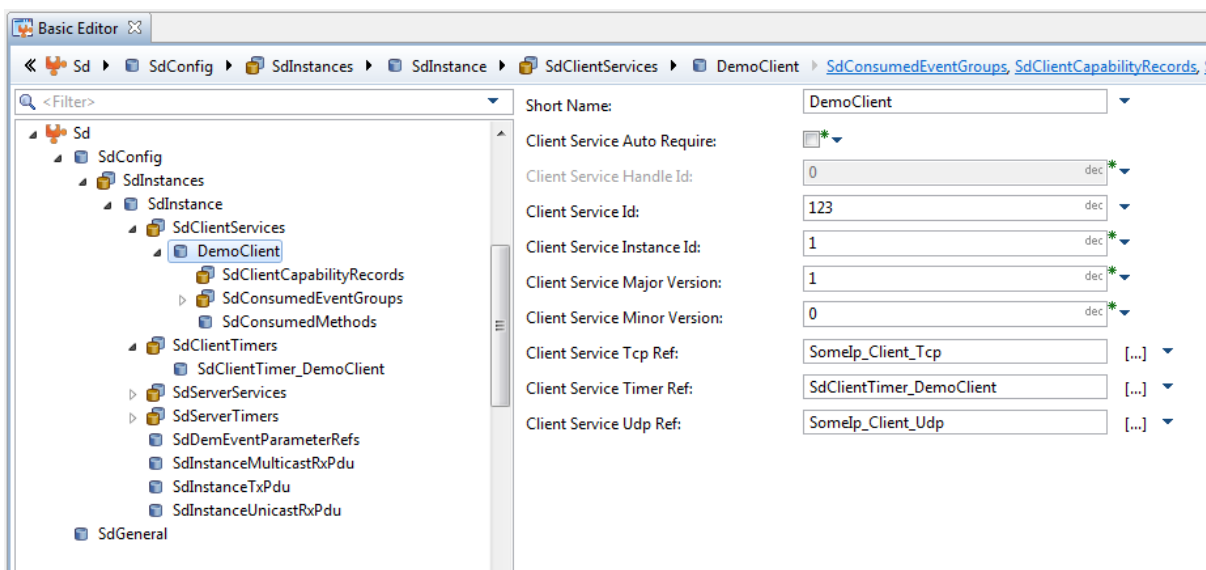 Basic Editor
« Sd SdConfig SdInstances SdInstance SdClientServices DemoClient SdConsumedEventGroups, SdClientCapabilityRecords,
<Filter>
Sd
SdConfig
SdInstances
SdInstance
SdClientServices
DemoClient
SdClientCapabilityRecords
SdConsumedEventGroups
SdConsumedMethods
SdClientTimers
SdClientTimer_DemoClient
SdServerServices
SdServerTimers
SdDemEventParameterRefs
SdInstanceMulticastRxPdu
SdInstanceTxPdu
SdInstanceUnicastRxPdu
SdGeneral
Short Name: DemoClient
Client Service Auto Require:
Client Service Handle Id: 0 dec
Client Service Id: 123 dec
Client Service Instance Id: 1 dec
Client Service Major Version: 1 dec
Client Service Minor Version: 0 dec
Client Service Tcp Ref: SomeIp_Client_Tcp [...]
Client Service Timer Ref: SdClientTimer_DemoClient [...]
Client Service Udp Ref: SomeIp_Client_Udp [...]